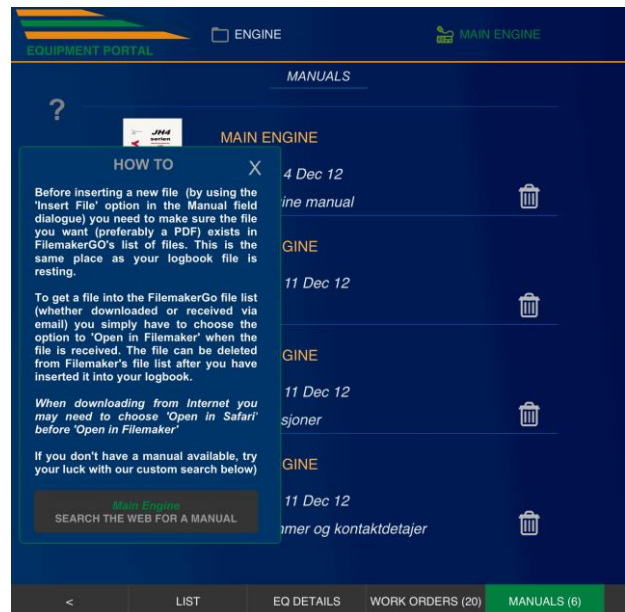 EQUIPMENT PORTAL
ENGINE
MAIN ENGINE
MANUALS
?
JH4
serien
MAIN ENGINE
4 Dec 12
ine manual
GINE
11 Dec 12
GINE
11 Dec 12
sjoner
GINE
11 Dec 12
mer og kontaktdetajer
HOW TO
X
Before inserting a new file (by using the
'Insert File' option in the Manual field
dialogue) you need to make sure the file
you want (preferably a PDF) exists in
FilemakerGO's list of files. This is the
same place as your logbook file is
resting.
To get a file into the FilemakerGo file list
(whether downloaded or received via
email) you simply have to choose the
option to 'Open in Filemaker' when the
file is received. The file can be deleted
from Filemaker's file list after you have
inserted it into your logbook.
When downloading from Internet you
may need to choose 'Open in Safari'
before 'Open in Filemaker'
If you don't have a manual available, try
your luck with our custom search below)
Main Engine
SEARCH THE WEB FOR A MANUAL
<
LIST
EQ DETAILS
WORK ORDERS (20)
MANUALS (6)